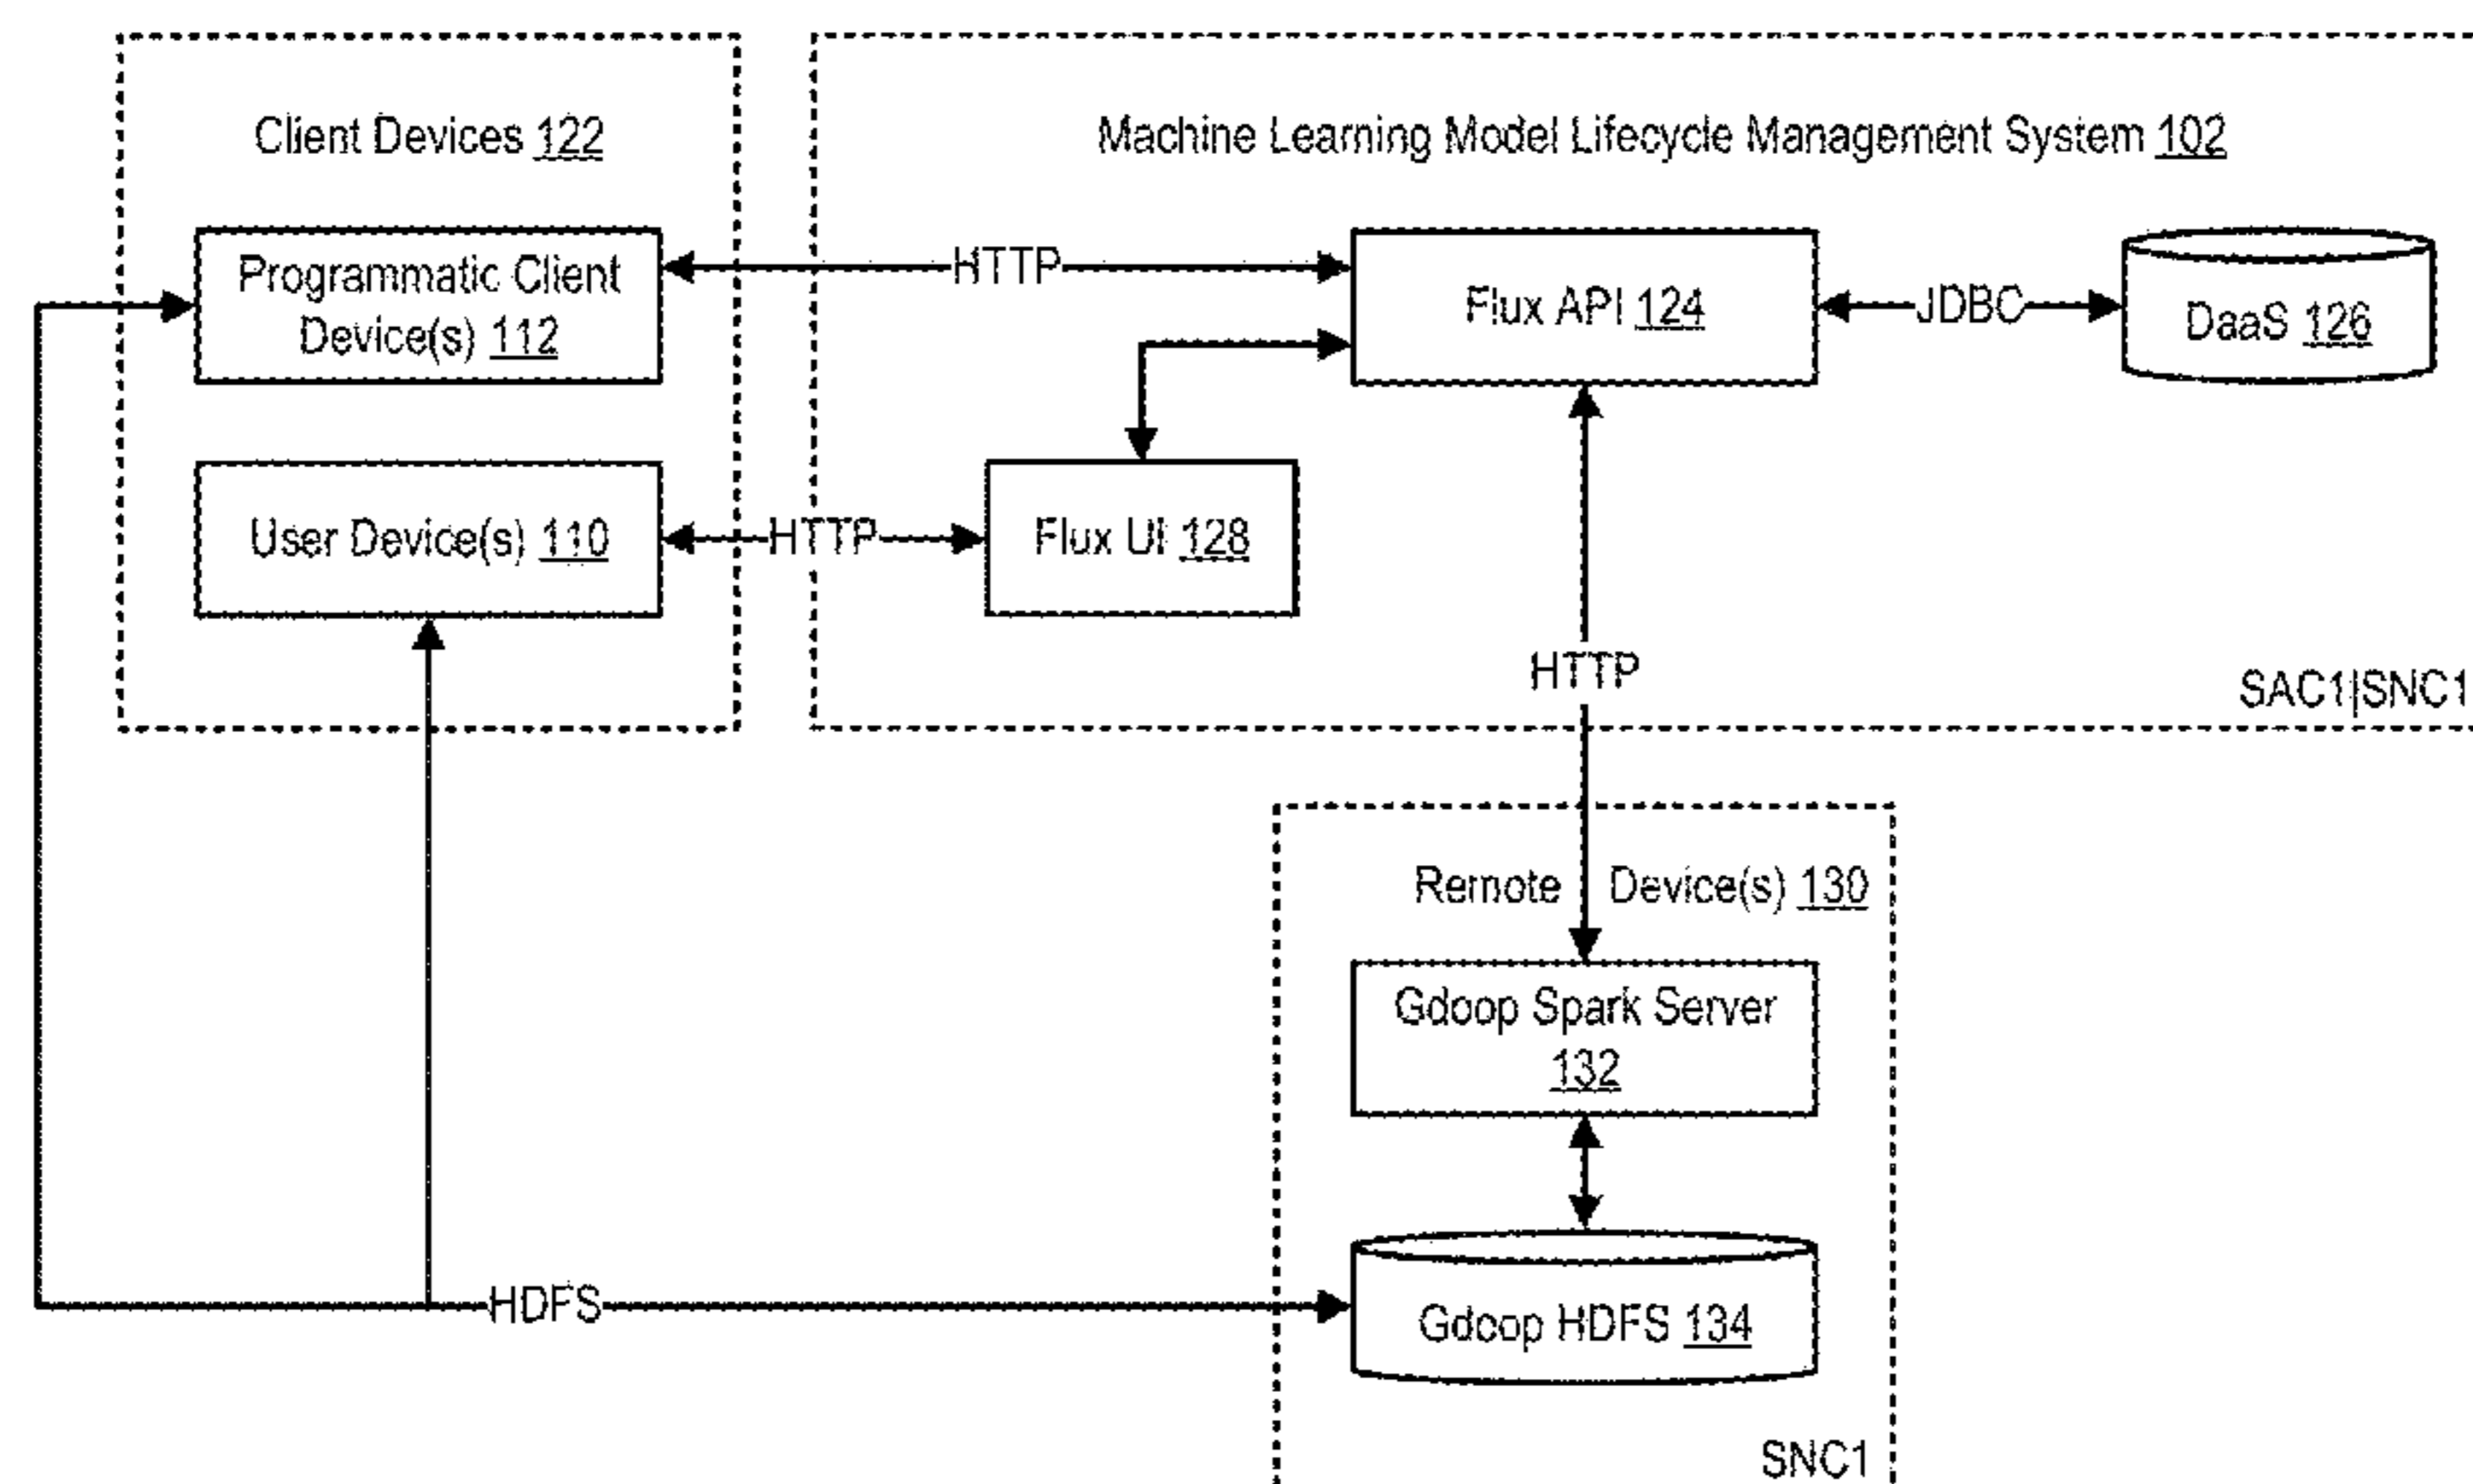 Client Devices 122
Machine Learning Model Lifecycle Management System 102
Programmatic Client
Device(s) 112
HTTP
Flux API 124
JDBC
DaaS 126
User Device(s) 110
HTTP
Flux UI 128
HTTP
SAC1|SNC1
Remote Device(s) 130
Gdoop Spark Server
132
HDFS
Gdoop HDFS 134
SNC1